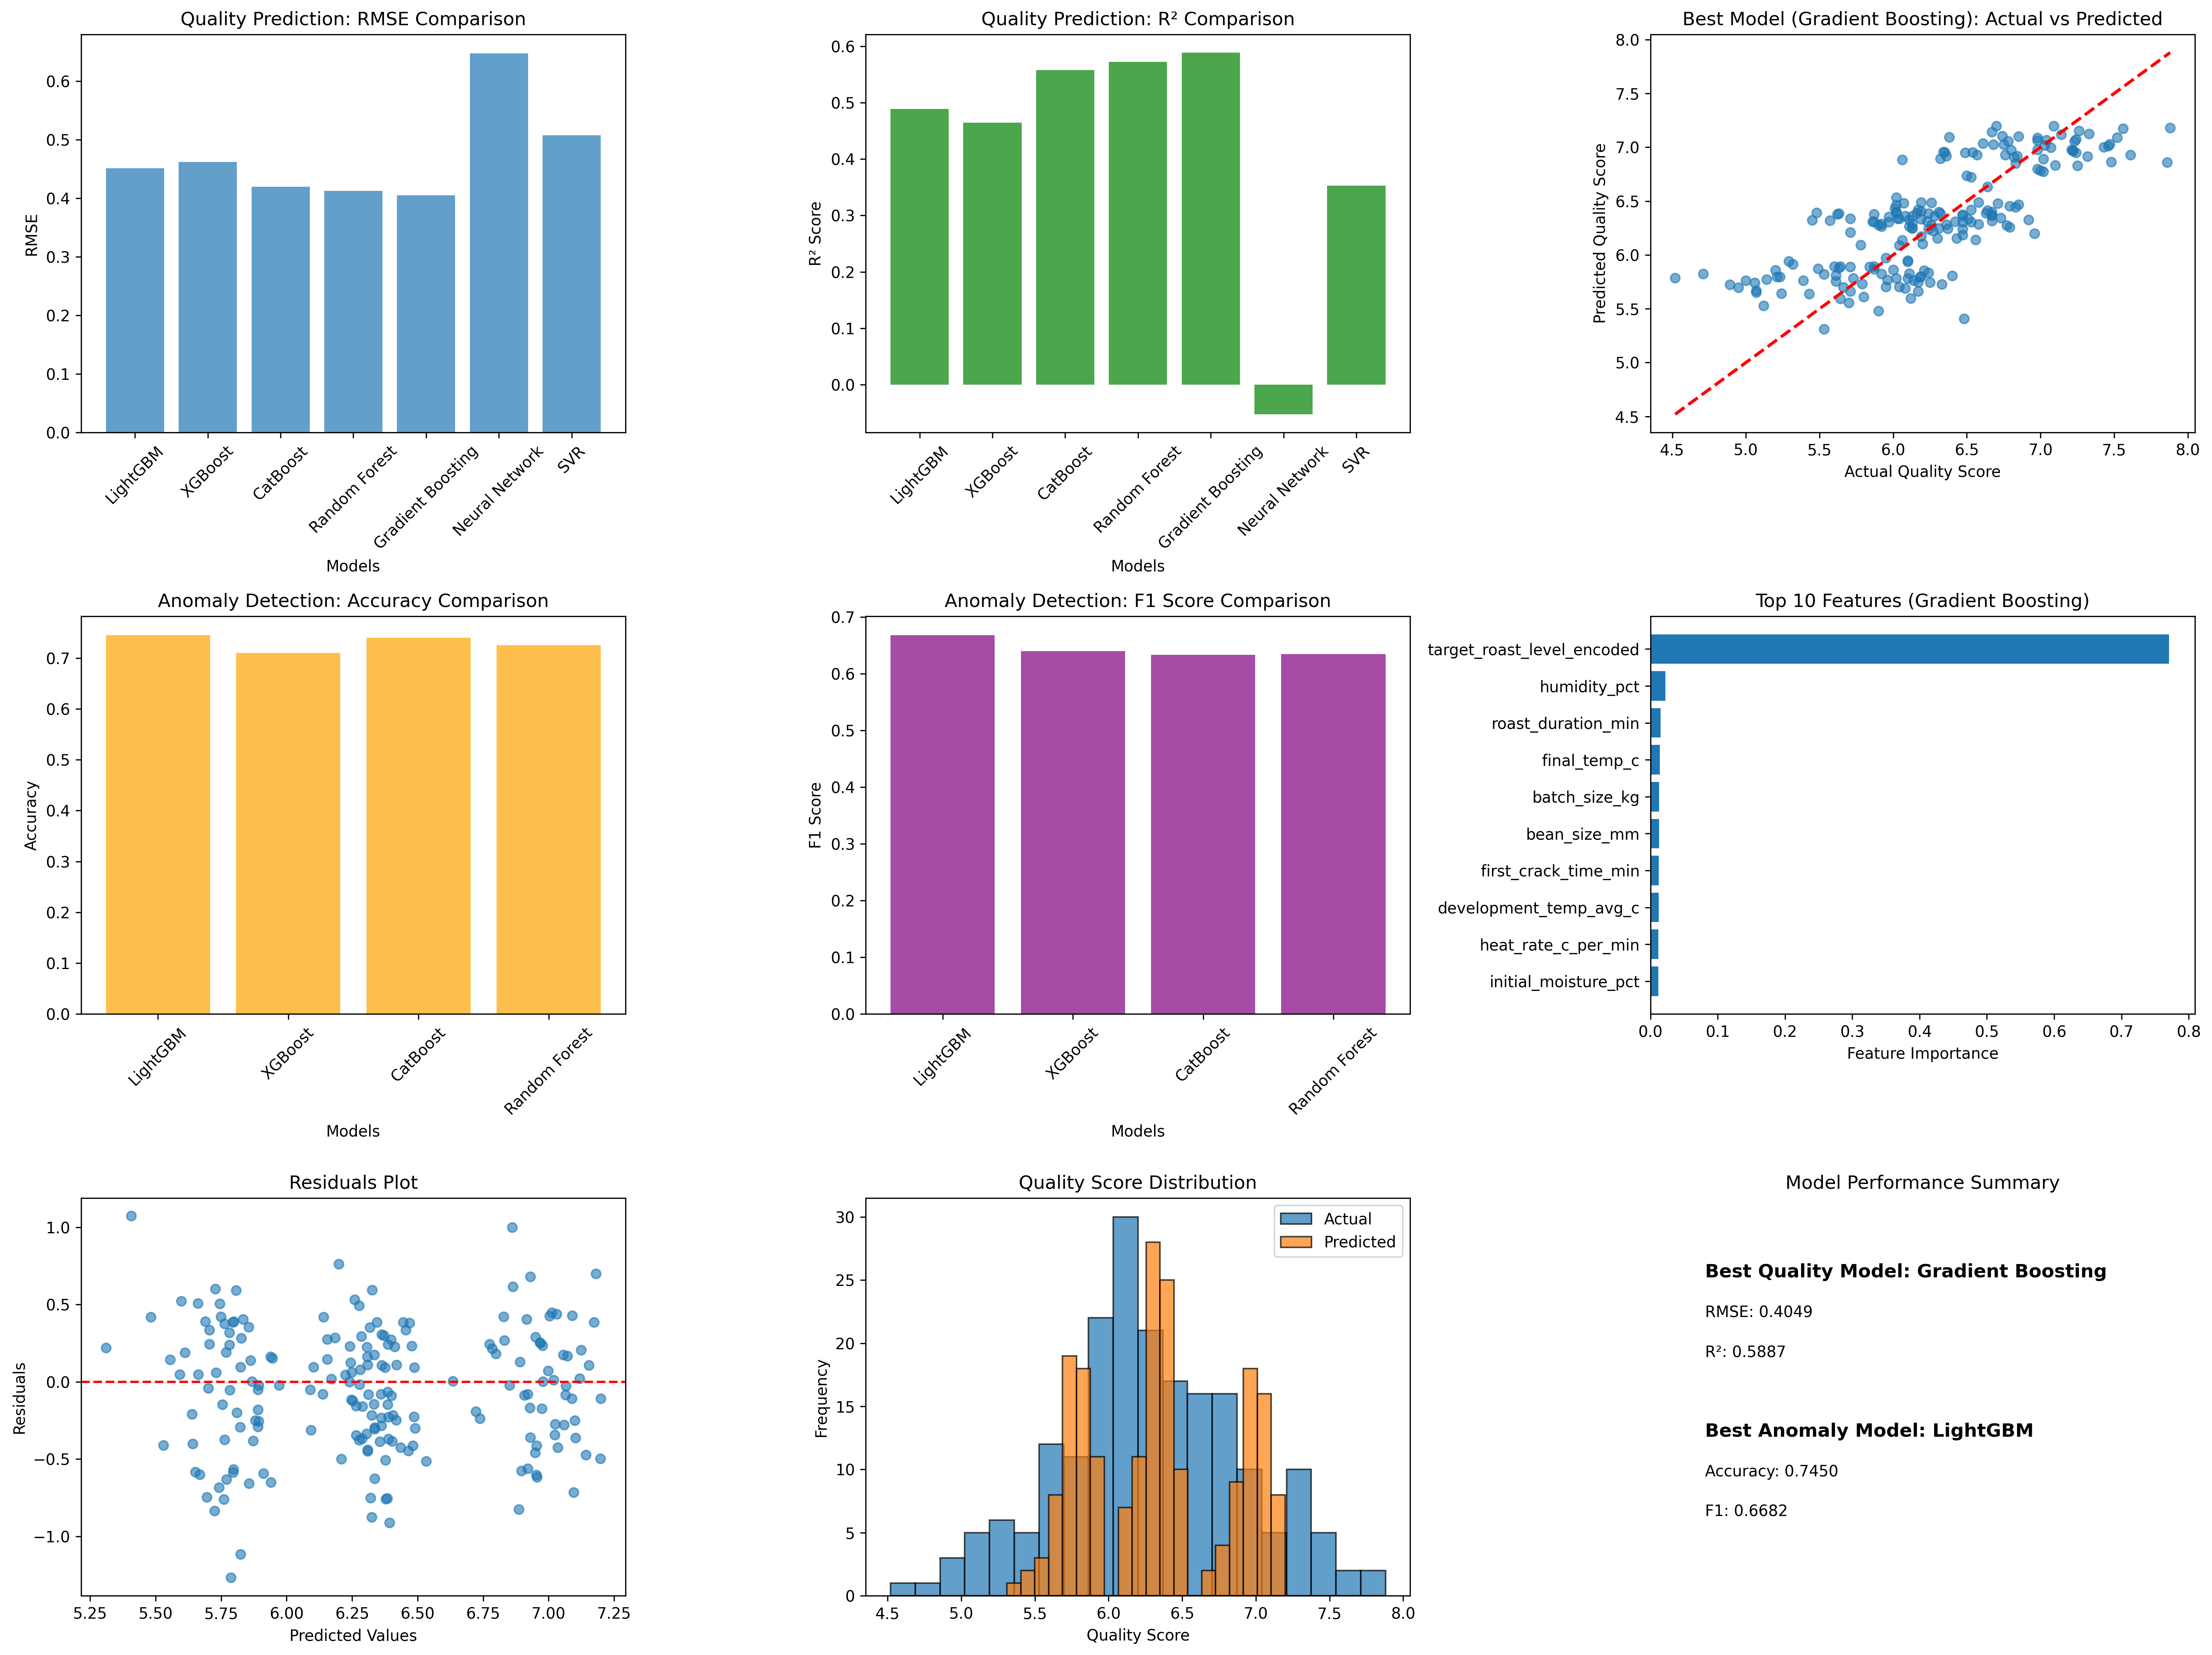 Quality Prediction: RMSE Comparison
RMSE
0.6
0.5
0.4
0.3
0.2
0.1
0.0
LightGBM
XGBoost
CatBoost
Random Forest
Gradient Boosting
Neural Network
SVR
Models
Quality Prediction: R² Comparison
R² Score
0.6
0.5
0.4
0.3
0.2
0.1
0.0
LightGBM
XGBoost
CatBoost
Random Forest
Gradient Boosting
Neural Network
SVR
Models
Best Model (Gradient Boosting): Actual vs Predicted
Predicted Quality Score
8.0
7.5
7.0
6.5
6.0
5.5
5.0
4.5
4.5 5.0 5.5 6.0 6.5 7.0 7.5 8.0
Actual Quality Score
Anomaly Detection: Accuracy Comparison
Accuracy
0.7
0.6
0.5
0.4
0.3
0.2
0.1
0.0
LightGBM
XGBoost
CatBoost
Random Forest
Models
Anomaly Detection: F1 Score Comparison
F1 Score
0.7
0.6
0.5
0.4
0.3
0.2
0.1
0.0
LightGBM
XGBoost
CatBoost
Random Forest
Models
Top 10 Features (Gradient Boosting)
target_roast_level_encoded
humidity_pct
roast_duration_min
final_temp_c
batch_size_kg
bean_size_mm
first_crack_time_min
development_temp_avg_c
heat_rate_c_per_min
initial_moisture_pct
0.0 0.1 0.2 0.3 0.4 0.5 0.6 0.7 0.8
Feature Importance
Residuals Plot
Residuals
1.0
0.5
0.0
−0.5
−1.0
5.25 5.50 5.75 6.00 6.25 6.50 6.75 7.00 7.25
Predicted Values
Quality Score Distribution
Frequency
30
25
20
15
10
5
0
4.5 5.0 5.5 6.0 6.5 7.0 7.5 8.0
Quality Score
Actual
Predicted
Model Performance Summary
Best Quality Model: Gradient Boosting
RMSE: 0.4049
R²: 0.5887
Best Anomaly Model: LightGBM
Accuracy: 0.7450
F1: 0.6682